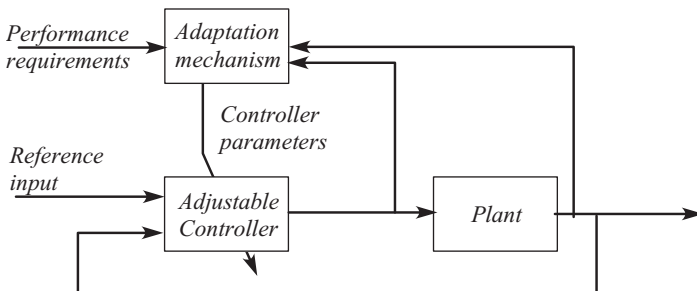 Performance
requirements
Adaptation
mechanism
Controller
parameters
Reference
input
Adjustable
Controller
Plant